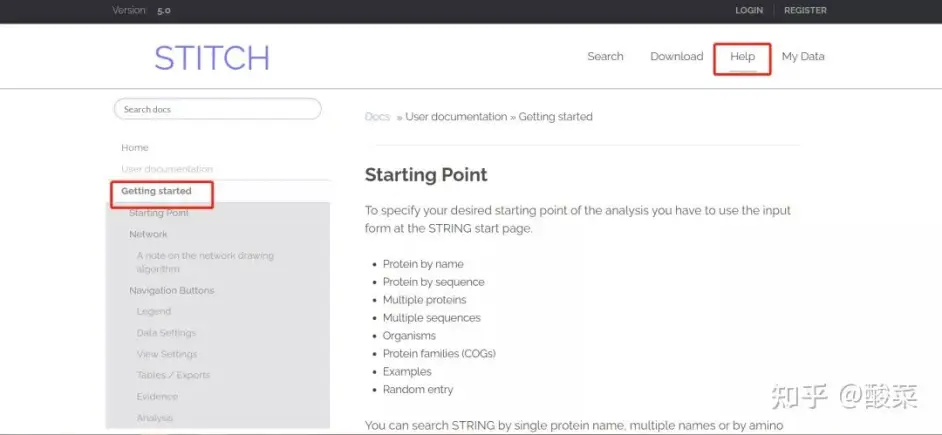 Version: 5.0
LOGIN | REGISTER
STITCH
Search Download Help My Data
Search docs
Home
User documentation
Getting started
Starting Point
Network
A note on the network drawing
algorithm
Navigation Buttons
Legend
Data Settings
View Settings
Tables / Exports
Evidence
Analysis
Docs » User documentation » Getting started
Starting Point
To specify your desired starting point of the analysis you have to use the input
form at the STRING start page.
• Protein by name
• Protein by sequence
• Multiple proteins
• Multiple sequences
• Organisms
• Protein families (COGs)
• Examples
• Random entry
You can search STRING by single protein name, multiple names or by amino
知乎 @酸菜